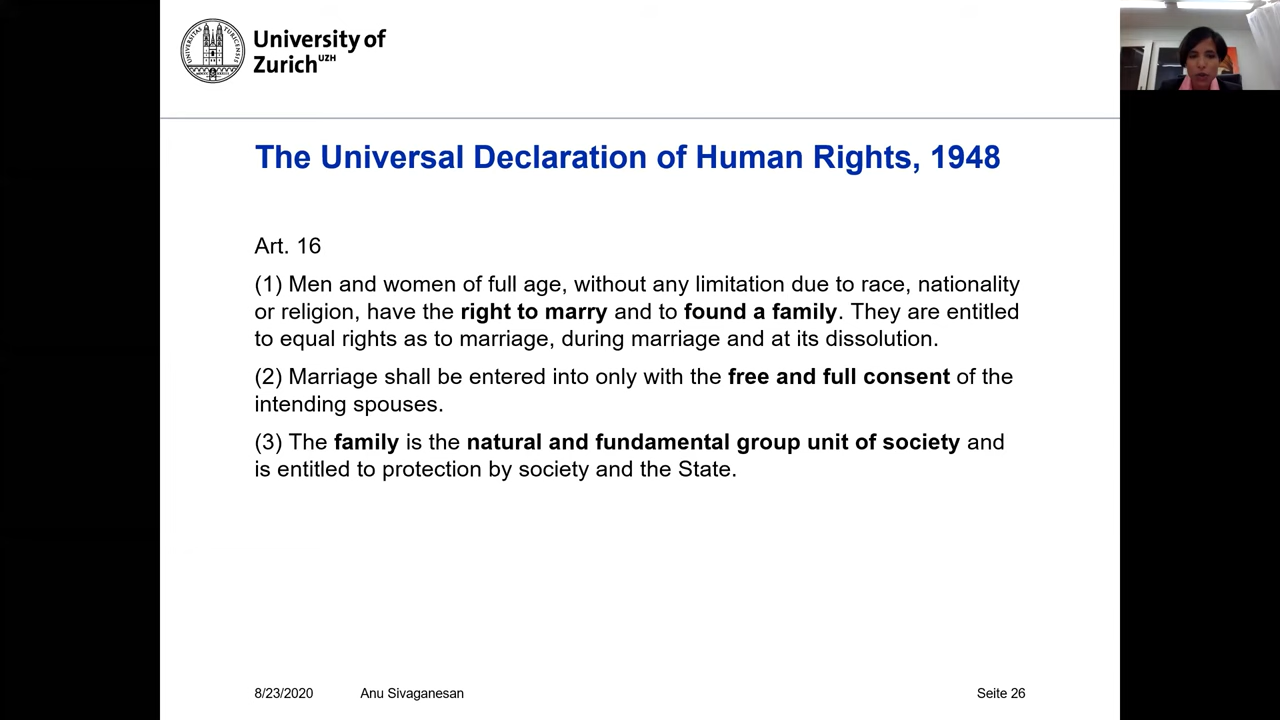 University of
Zurich UZH
The Universal Declaration of Human Rights, 1948
Art. 16
(1) Men and women of full age, without any limitation due to race, nationality
or religion, have the right to marry and to found a family. They are entitled
to equal rights as to marriage, during marriage and at its dissolution.
(2) Marriage shall be entered into only with the free and full consent of the
intending spouses.
(3) The family is the natural and fundamental group unit of society and
is entitled to protection by society and the State.
8/23/2020 Anu Sivaganesan Seite 26